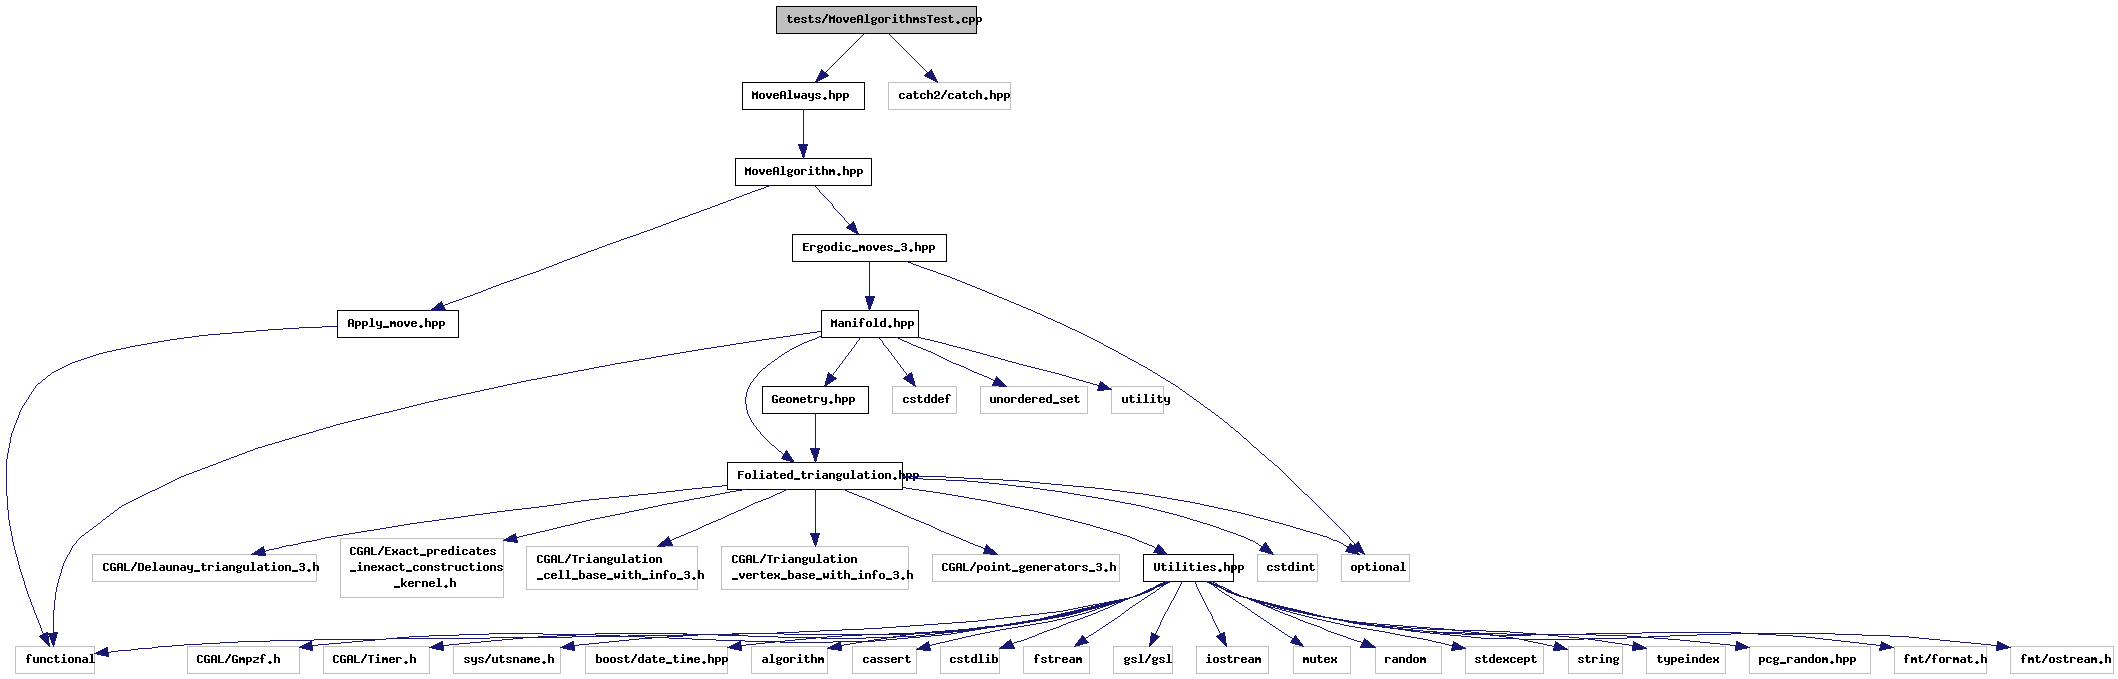 tests/MoveAlgorithmsTest.cpp
MoveAlways.hpp
catch2/catch.hpp
MoveAlgorithm.hpp
Ergodic_moves_3.hpp
Apply_move.hpp
Manifold.hpp
Geometry.hpp
cstddef
unordered_set
utility
Foliated_triangulation.hpp
CGAL/Delaunay_triangulation_3.h
CGAL/Exact_predicates
_inexact_constructions
_kernel.h
CGAL/Triangulation
_cell_base_with_info_3.h
CGAL/Triangulation
_vertex_base_with_info_3.h
CGAL/point_generators_3.h
Utilities.hpp
cstdint
optional
functional
CGAL/Gmpzf.h
CGAL/Timer.h
sys/utsname.h
boost/date_time.hpp
algorithm
cassert
cstdlib
fstream
gsl/gsl
iostream
mutex
random
stdexcept
string
typeindex
pcg_random.hpp
fmt/format.h
fmt/ostream.h